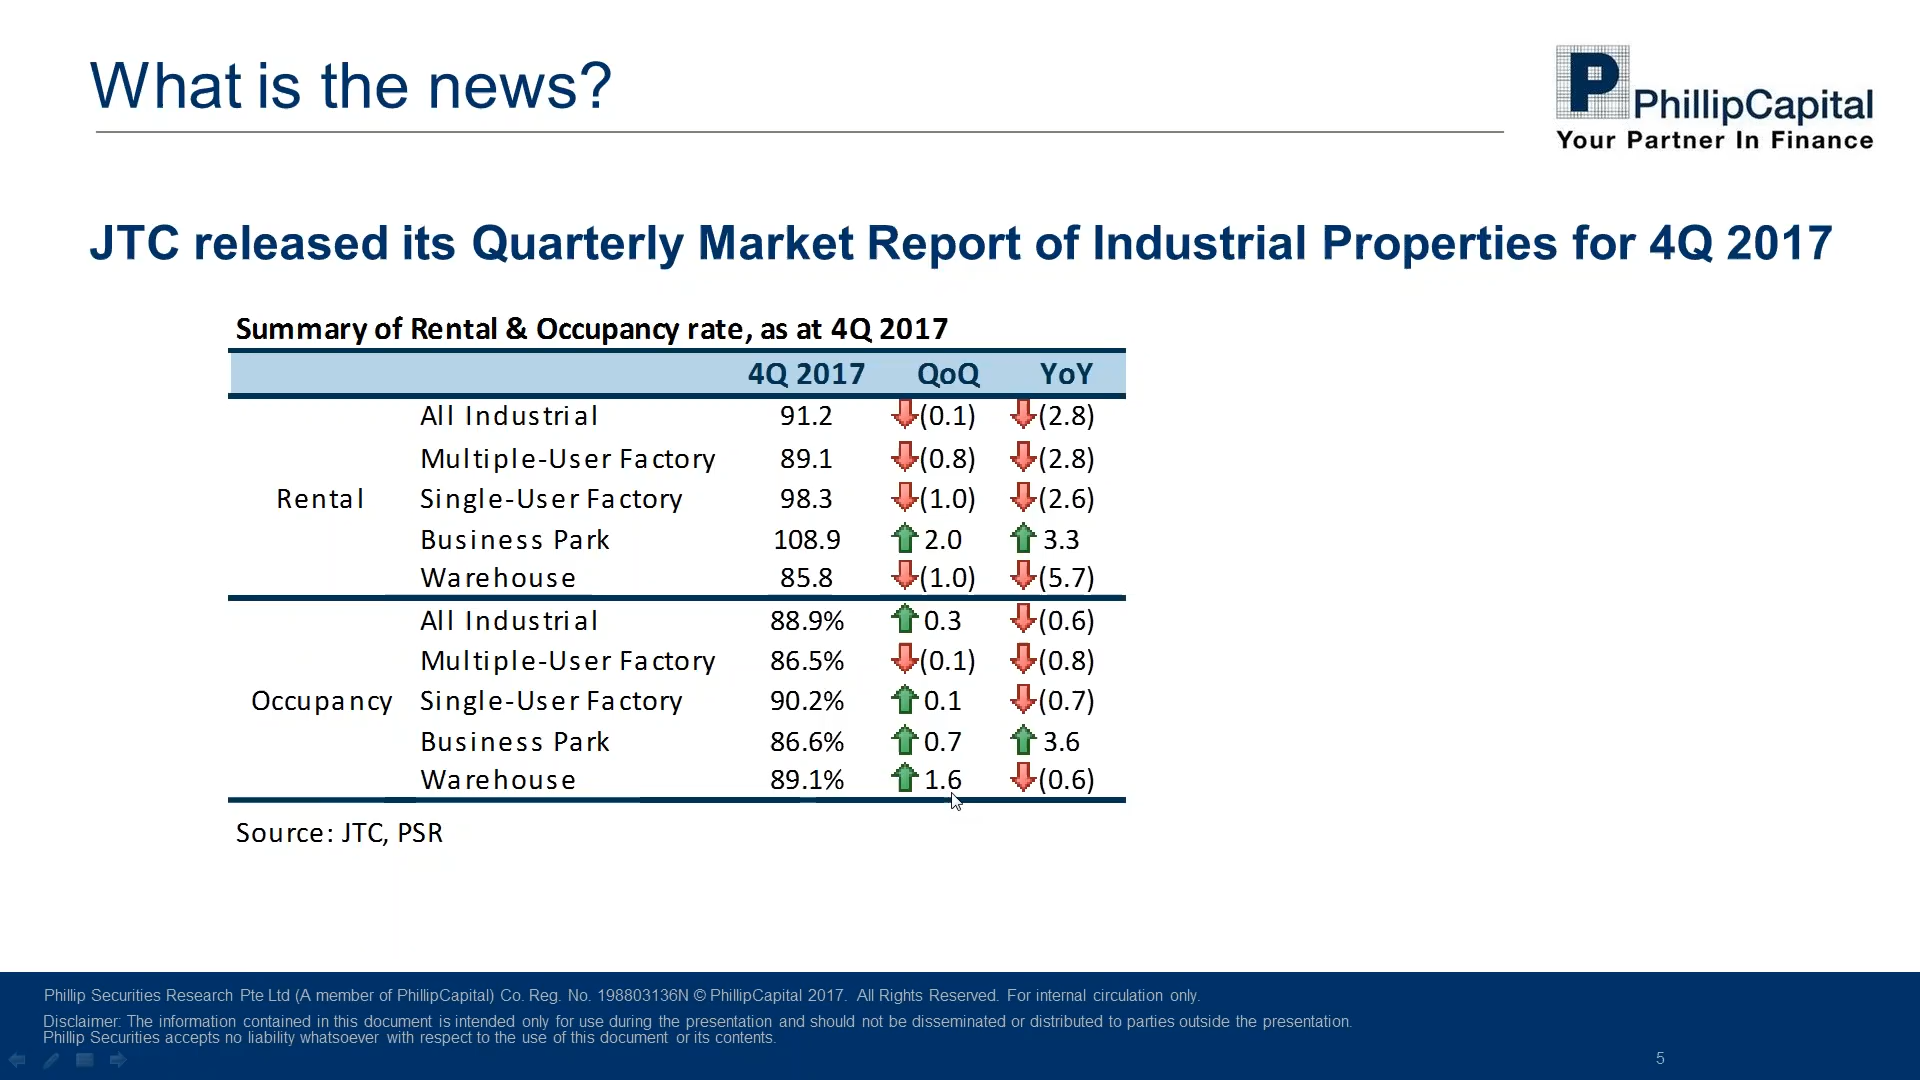 What is the news?
P
PhillipCapital
Your Partner In Finance
JTC released its Quarterly Market Report of Industrial Properties for 4Q 2017
Summary of Rental & Occupancy rate, as at 4Q 2017
4Q 2017 QoQ YoY
All Industrial 91.2 (0.1) (2.8)
Multiple-User Factory 89.1 (0.8) (2.8)
Rental Single-User Factory 98.3 (1.0) (2.6)
Business Park 108.9 2.0 3.3
Warehouse 85.8 (1.0) (5.7)
All Industrial 88.9% 0.3 (0.6)
Multiple-User Factory 86.5% (0.1) (0.8)
Occupancy Single-User Factory 90.2% 0.1 (0.7)
Business Park 86.6% 0.7 3.6
Warehouse 89.1% 1.6 (0.6)
Source: JTC, PSR
Phillip Securities Research Pte Ltd (A member of PhillipCapital) Co. Reg. No. 198803136N © PhillipCapital 2017. All Rights Reserved. For internal circulation only.
Disclaimer: The information contained in this document is intended only for use during the presentation and should not be disseminated or distributed to parties outside the presentation.
Phillip Securities accepts no liability whatsoever with respect to the use of this document or its contents.
5